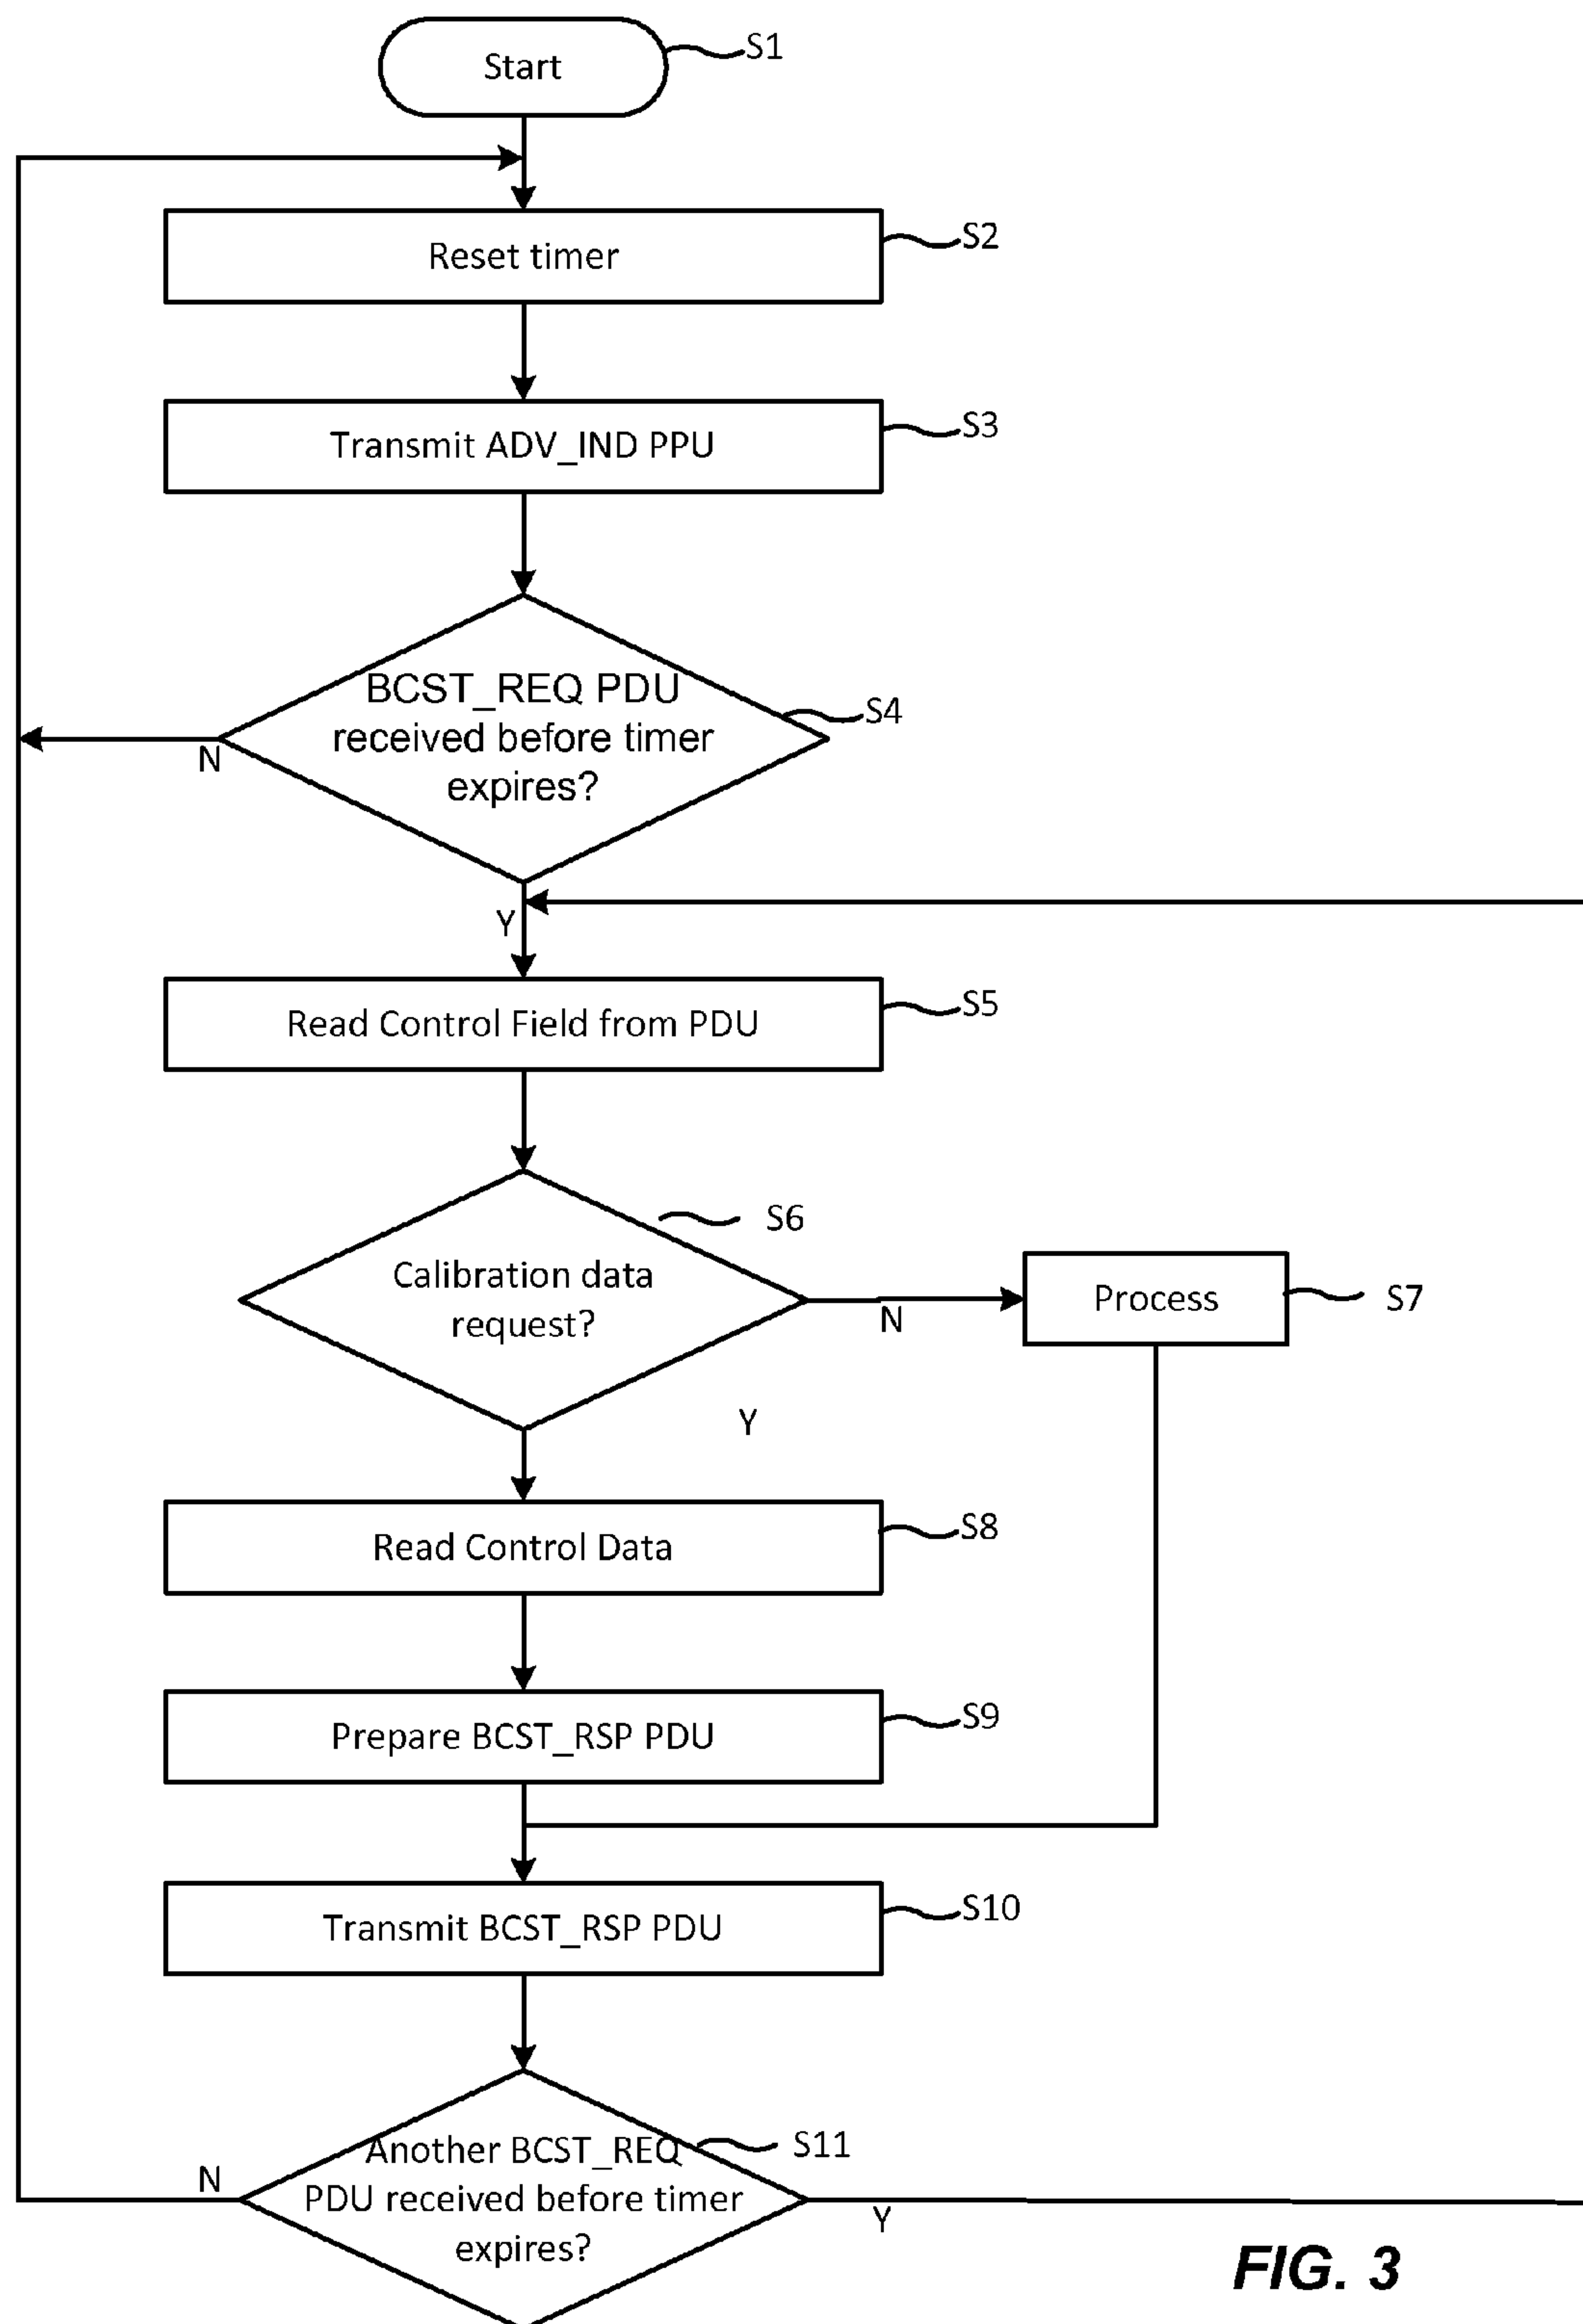 Start
S1
Reset timer
S2
Transmit ADV_IND PPU
S3
BCST_REQ PDU
received before timer
expires?
S4
N
Y
Read Control Field from PDU
S5
Calibration data
request?
S6
N
Process
S7
Y
Read Control Data
S8
Prepare BCST_RSP PDU
S9
Transmit BCST_RSP PDU
S10
Another BCST_REQ
PDU received before timer
expires?
S11
N
Y
FIG. 3